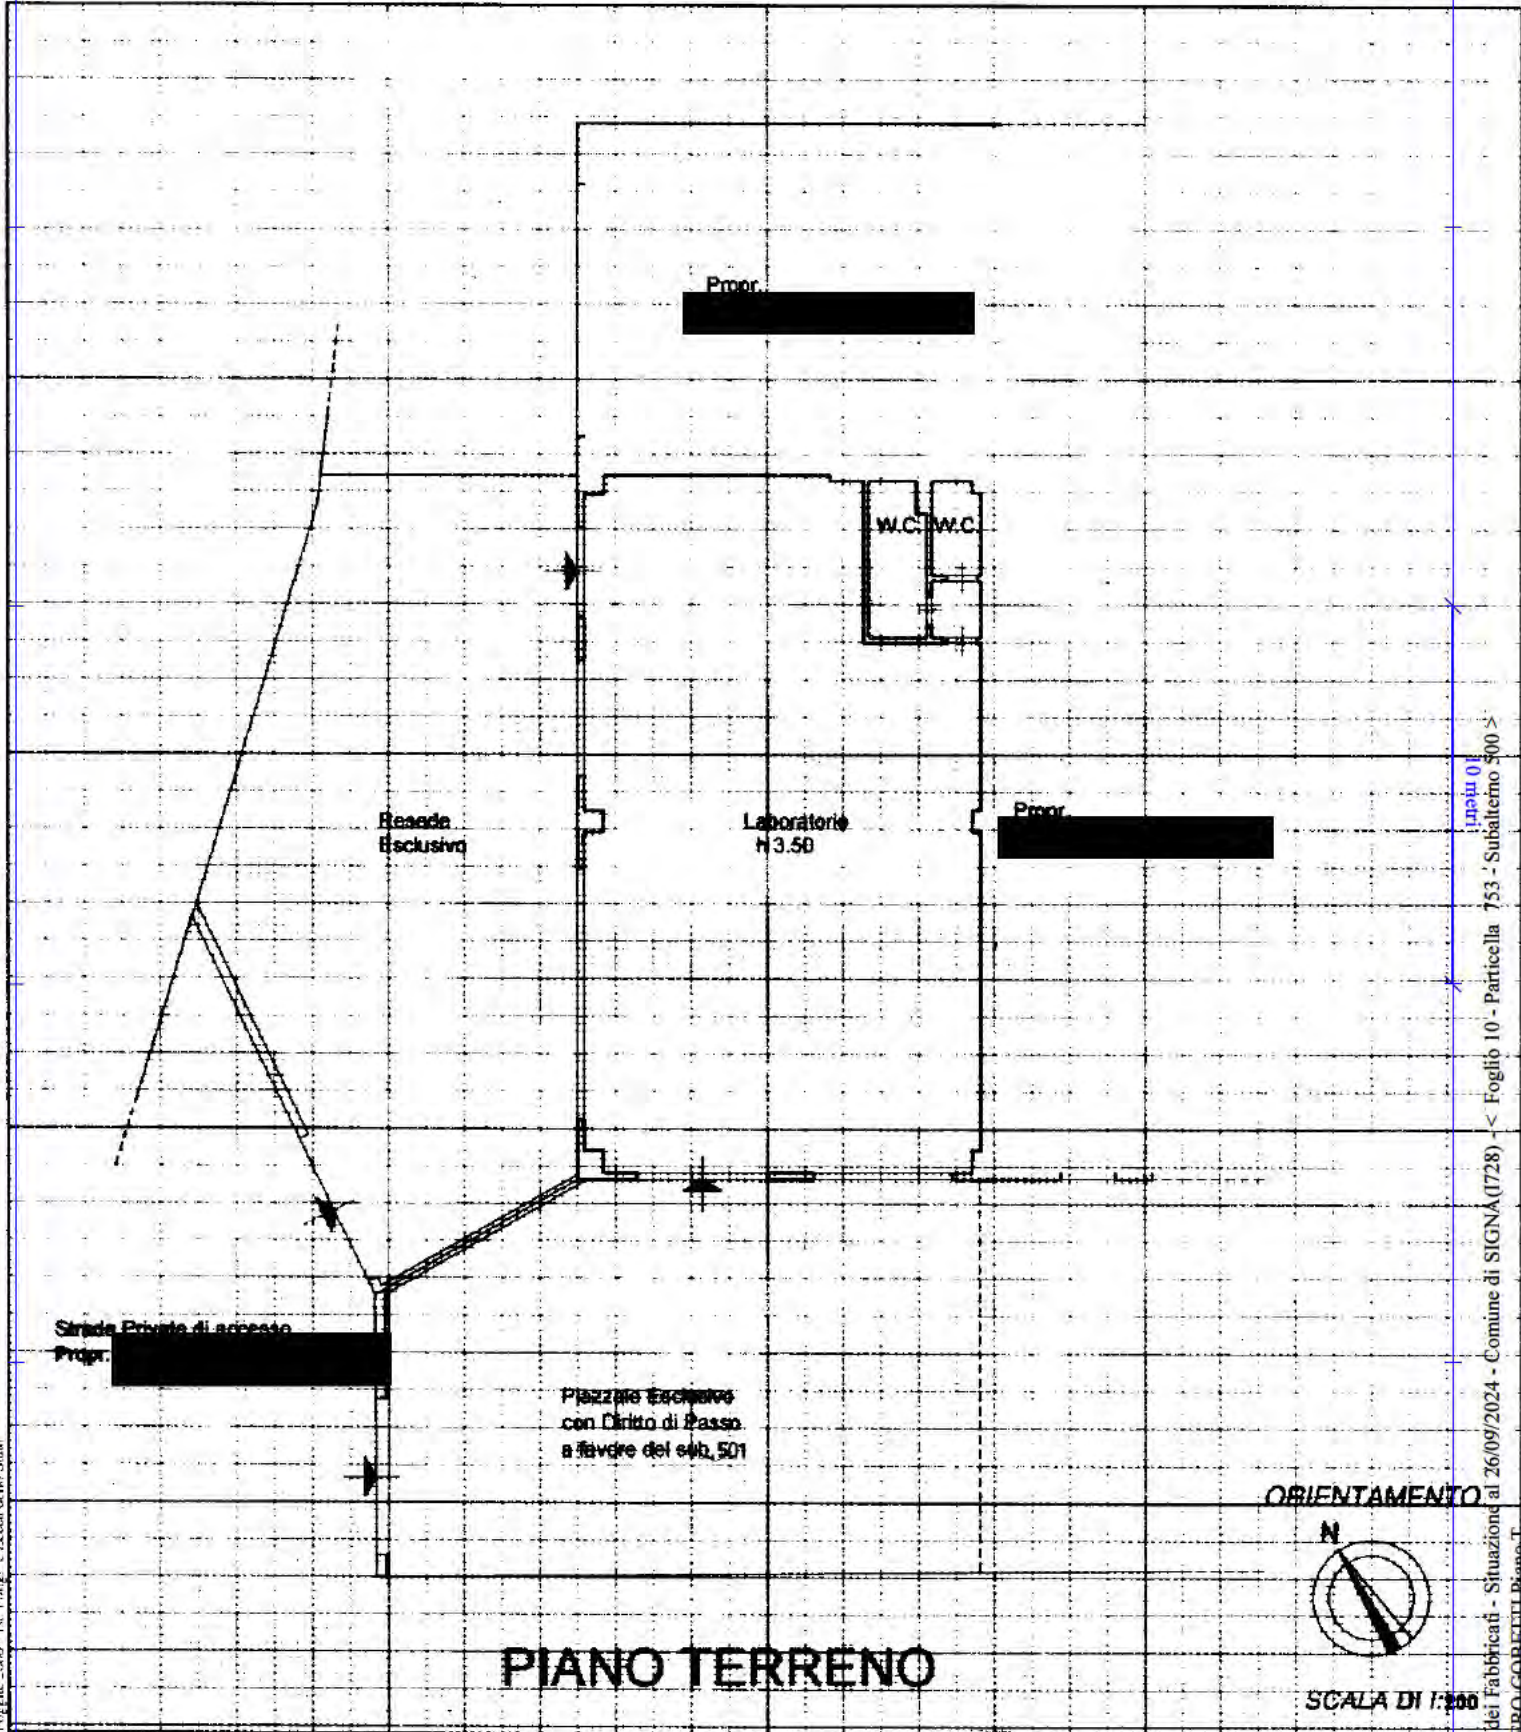 Propr.
W.C.
W.C.
Resede
Esclusivo
Laboratorio
h 3.50
Propr.
Strada Privata di accesso
Propr.
Piazzale Esclusivo
con Diritto di Passo
a favore del sub. 501
ORIENTAMENTO
N
PIANO TERRENO
SCALA DI 1:200
10 metri
dei Fabbricati - Situazione al 26/09/2024 - Comune di SIGNA(I728) - < Foglio 10 - Particella 753 - Subalterno 500 >
Piano T